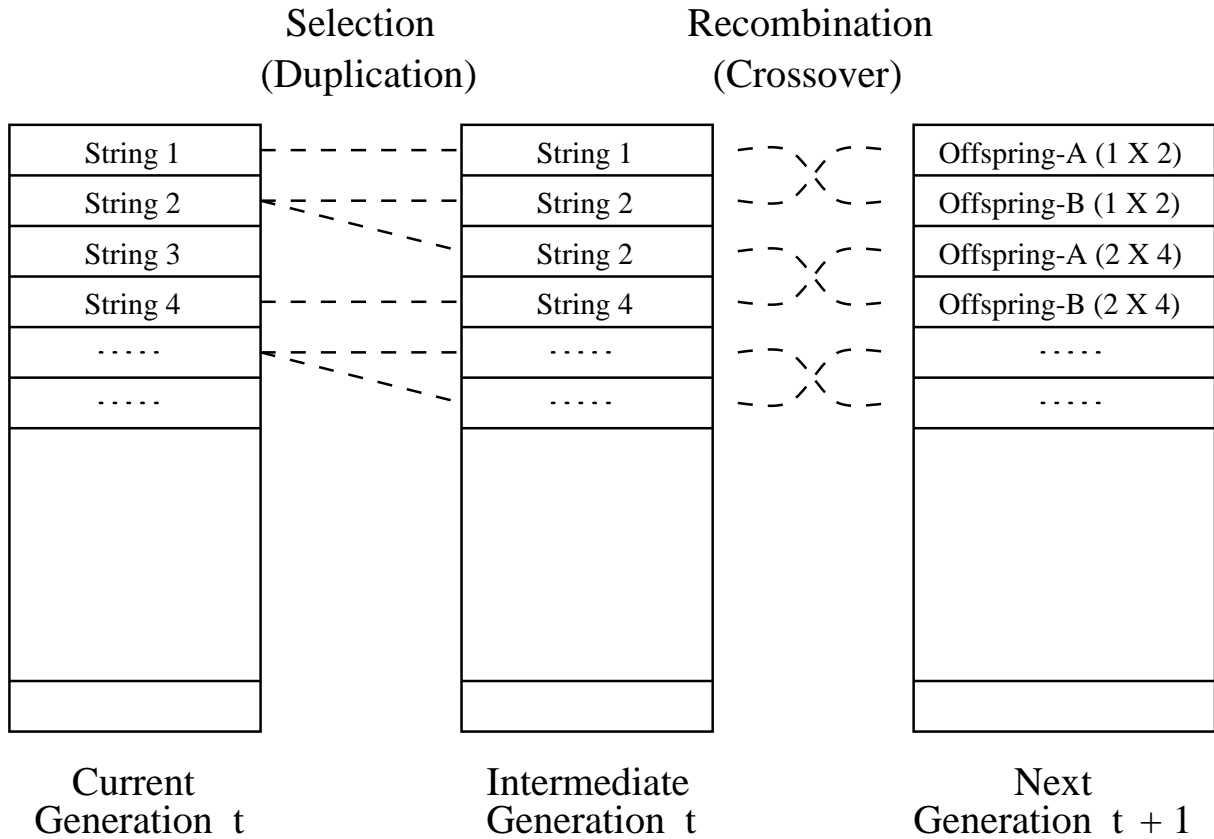 Selection
(Duplication)
Recombination
(Crossover)
String 1
String 2
String 3
String 4
.....
.....
Current
Generation t
String 1
String 2
String 2
String 4
.....
.....
Intermediate
Generation t
Offspring-A (1 X 2)
Offspring-B (1 X 2)
Offspring-A (2 X 4)
Offspring-B (2 X 4)
.....
.....
Next
Generation t + 1